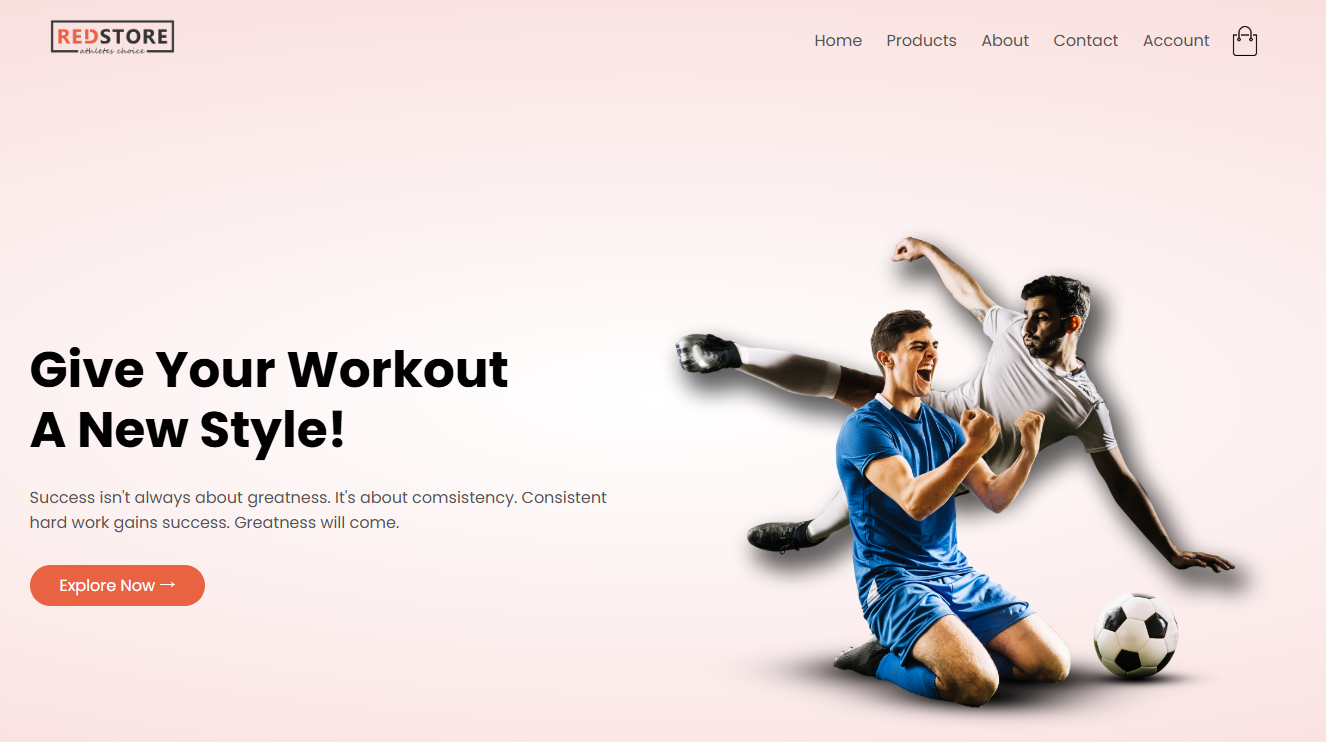 REDSTORE
athletes choice
Home Products About Contact Account
Give Your Workout
A New Style!
Success isn't always about greatness. It's about comsistency. Consistent
hard work gains success. Greatness will come.
Explore Now →